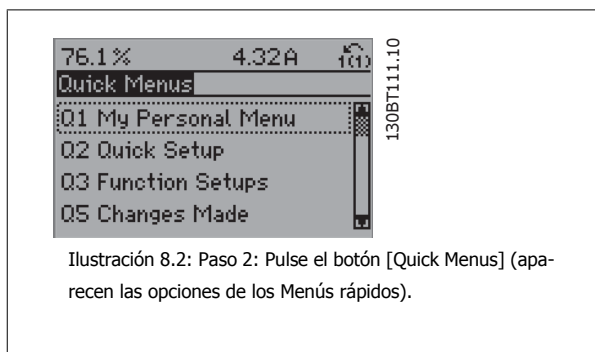 76.1% 4.32A 1(1)
Quick Menus
Q1 My Personal Menu
Q2 Quick Setup
Q3 Function Setups
Q5 Changes Made
130BT111.10
Ilustración 8.2: Paso 2: Pulse el botón [Quick Menus] (apa-
recen las opciones de los Menús rápidos).